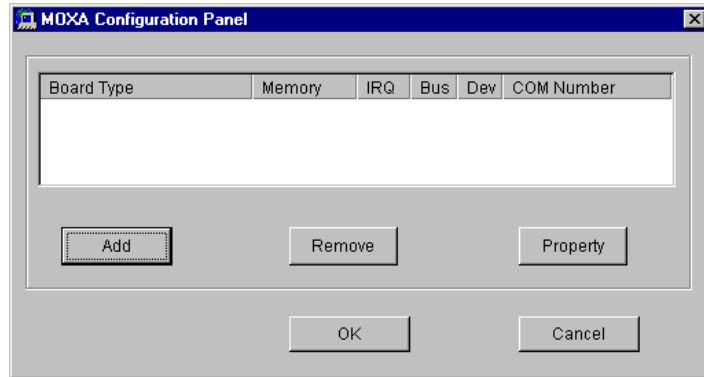 MOXA Configuration Panel
Board Type Memory IRQ Bus Dev COM Number
Add Remove Property
OK Cancel